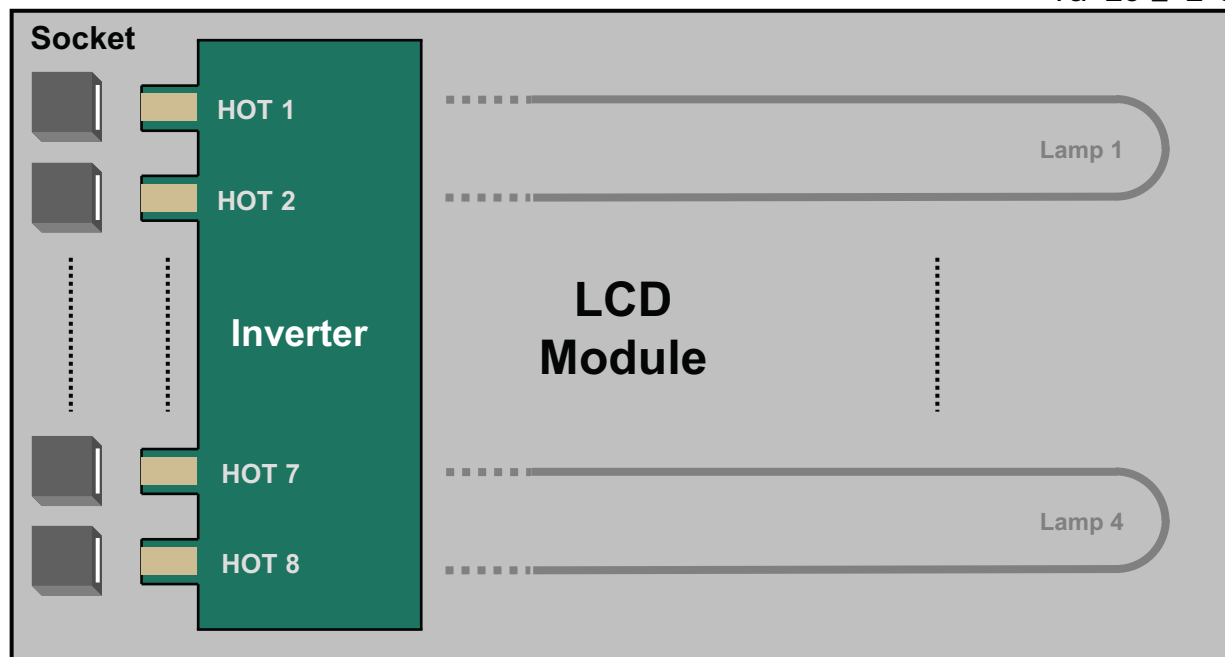 Socket
HOT 1
Lamp 1
HOT 2
LCD
Module
Inverter
HOT 7
Lamp 4
HOT 8